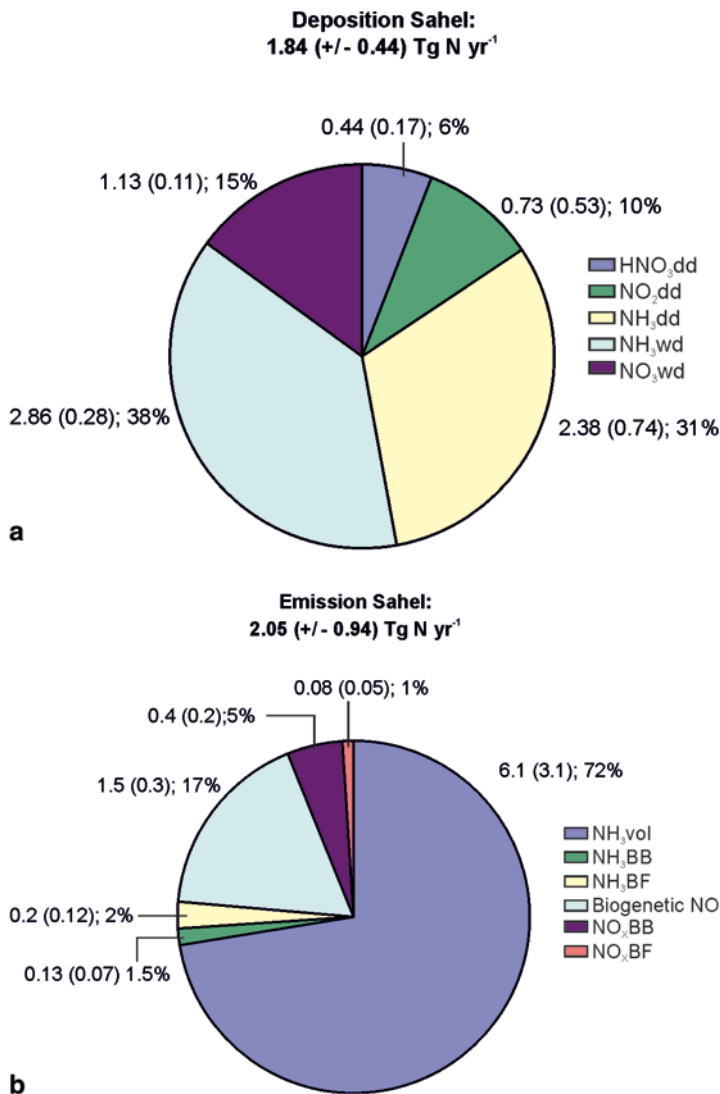 Deposition Sahel:
1.84 (+/- 0.44) Tg N yr⁻¹
0.44 (0.17); 6%
1.13 (0.11); 15%
0.73 (0.53); 10%
HNO₃dd
NO₂dd
NH₃dd
NH₃wd
NO₃wd
2.86 (0.28); 38%
2.38 (0.74); 31%
a
Emission Sahel:
2.05 (+/- 0.94) Tg N yr⁻¹
0.08 (0.05); 1%
0.4 (0.2);5%
6.1 (3.1); 72%
1.5 (0.3); 17%
NH₃vol
NH₃BB
NH₃BF
Biogenetic NO
NOₓBB
NOₓBF
0.2 (0.12); 2%
0.13 (0.07) 1.5%
b